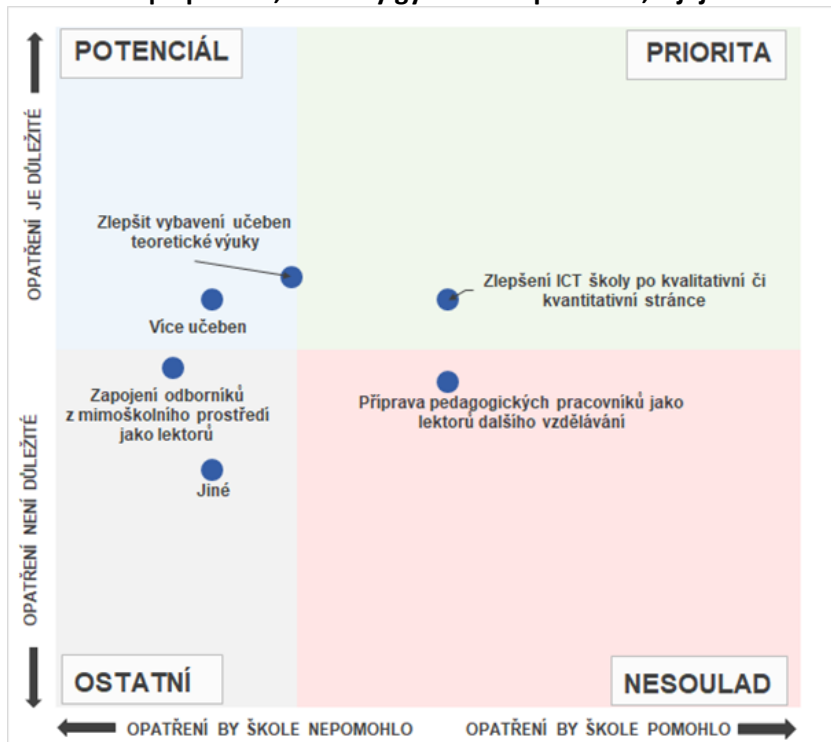 POTENCIÁL
PRIORITA
OPATŘENÍ JE DŮLEŽITÉ
Zlepšit vybavení učeben
teoretické výuky
Zlepšení ICT školy po kvalitativní či
kvantitativní stránce
Více učeben
Zapojení odborníků
z mimoškolního prostředí
jako lektorů
Příprava pedagogických pracovníků jako
lektorů dalšího vzdělávání
Jiné
OPATŘENÍ NENÍ DŮLEŽITÉ
OSTATNÍ
NESOULAD
OPATŘENÍ BY ŠKOLE NEPOMOHLO
OPATŘENÍ BY ŠKOLE POMOHLO